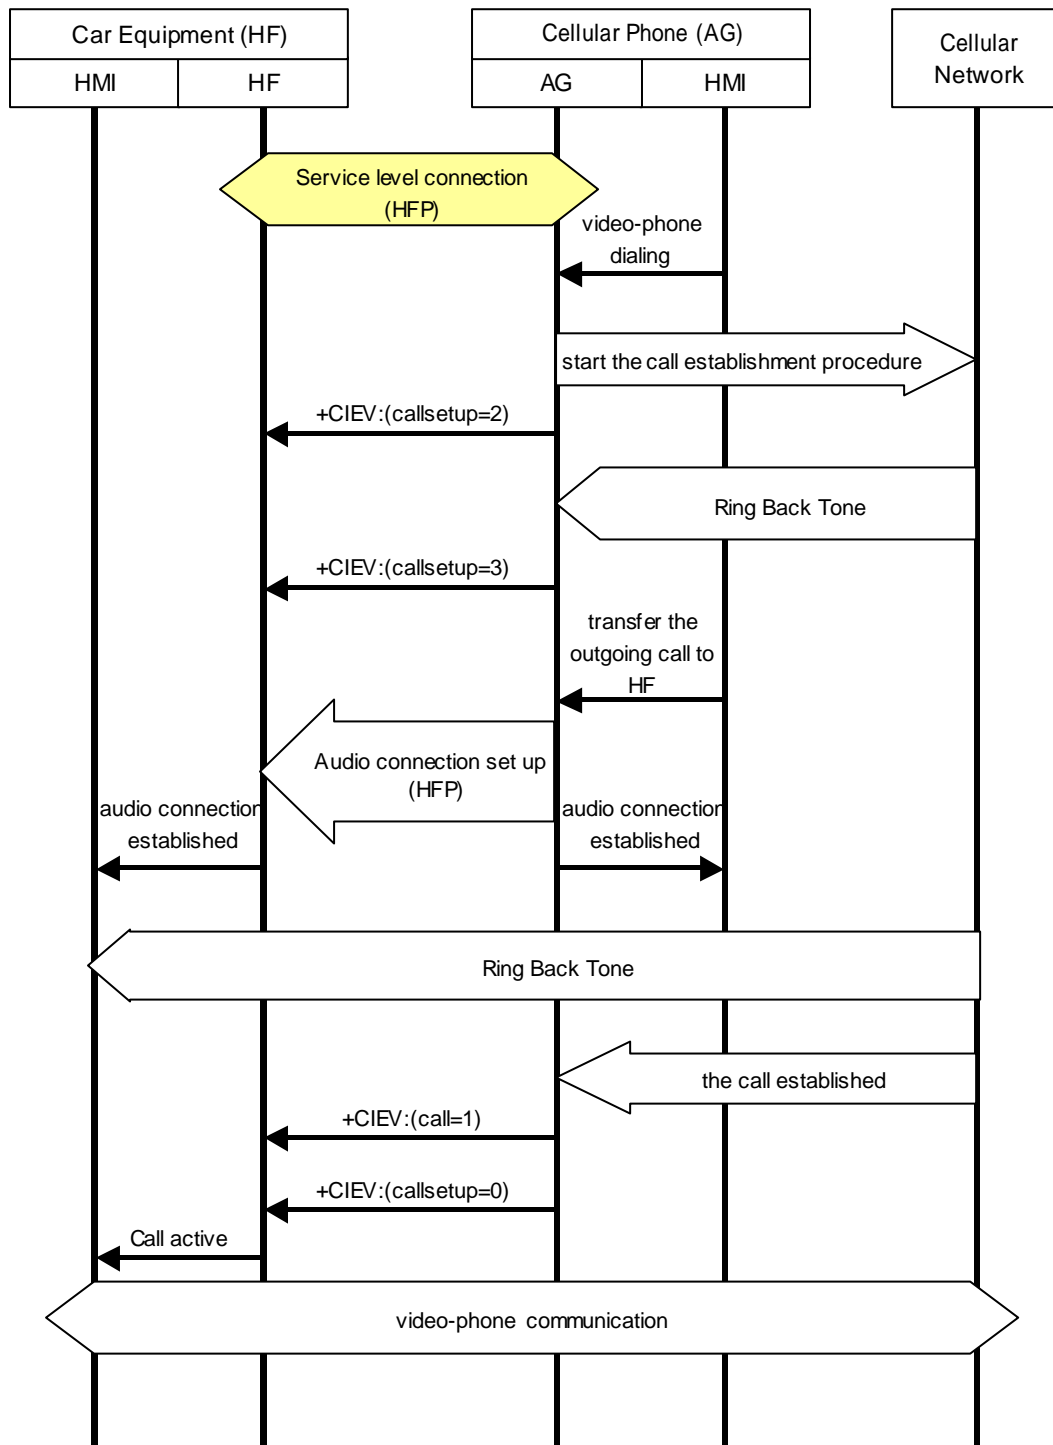 Car Equipment (HF)
Cellular Phone (AG)
Cellular
Network
HMI
HF
AG
HMI
Service level connection
(HFP)
video-phone
dialing
start the call establishment procedure
+CIEV:(callsetup=2)
Ring Back Tone
+CIEV:(callsetup=3)
transfer the
outgoing call to
HF
Audio connection set up
(HFP)
audio connection
established
audio connection
established
Ring Back Tone
the call established
+CIEV:(call=1)
+CIEV:(callsetup=0)
Call active
video-phone communication